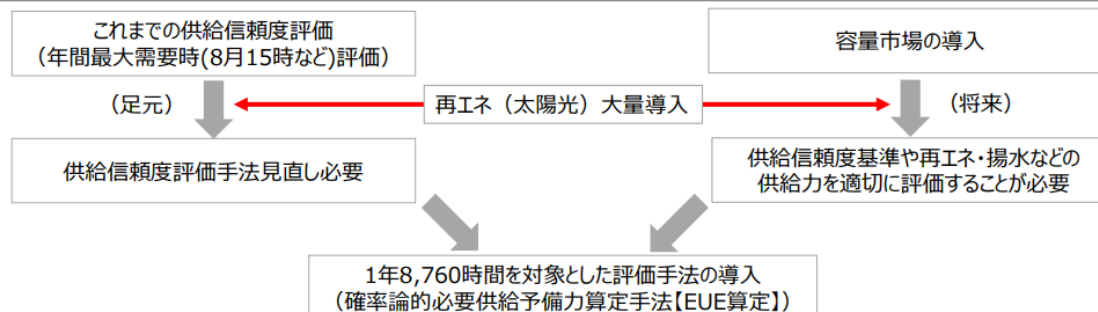 これまでの供給信頼度評価
（年間最大需要時(8月15時など)評価）
容量市場の導入
（足元）
再エネ（太陽光）大量導入
（将来）
供給信頼度評価手法見直し必要
供給信頼度基準や再エネ・揚水などの
供給力を適切に評価することが必要
1年8,760時間を対象とした評価手法の導入
（確率論的必要供給予備力算定手法【EUE算定】）